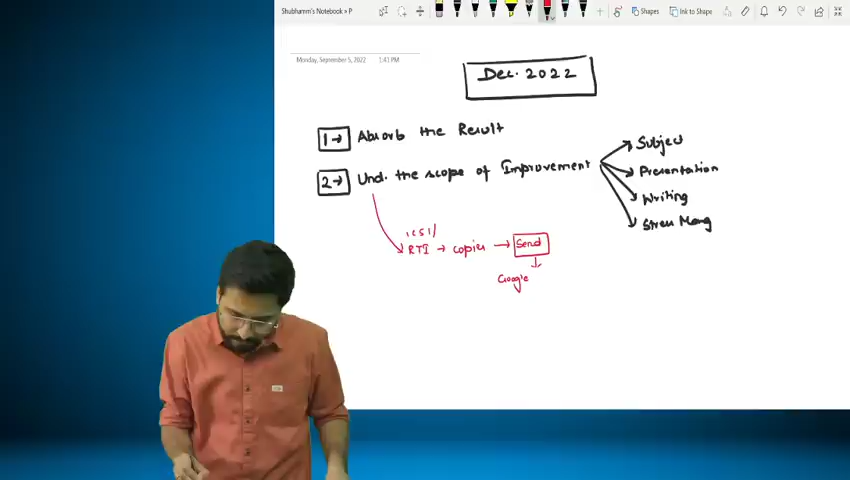 Shubhamm's Notebook » P
Shapes
Ink to Shape
Monday, September 5, 2022 1:41 PM
Dec. 2022
1→ Absorb the Result
2→ Und. the scope of Improvement
Subject
Presentation
Writing
Stress Mang
ICSI/
RTI → copies → Send
Google